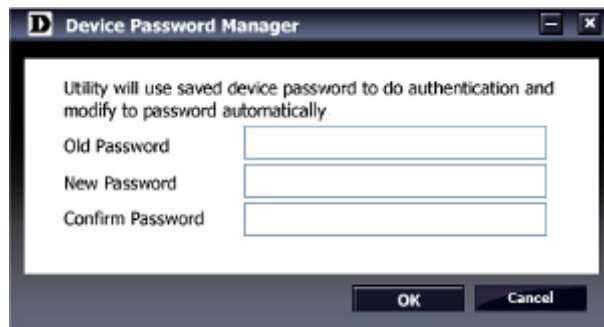 D Device Password Manager
Utility will use saved device password to do authentication and
modify to password automatically
Old Password
New Password
Confirm Password
OK Cancel